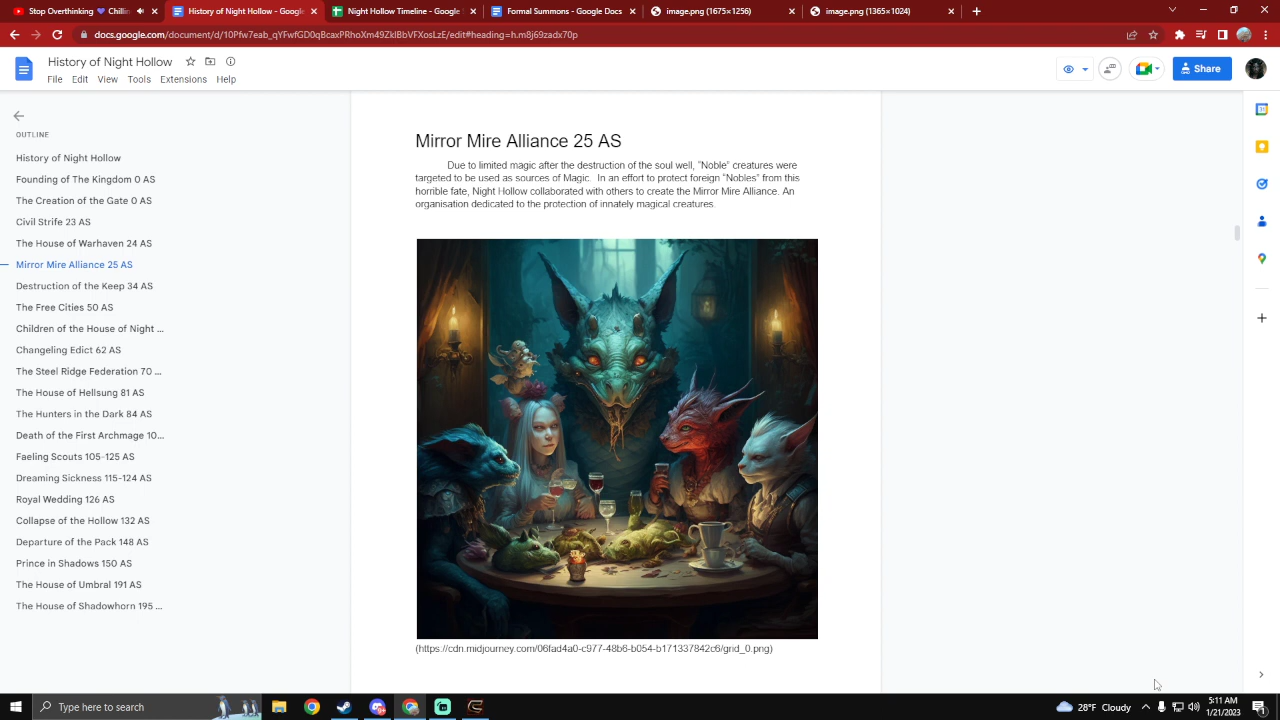 Stop Overthinking
History of Night Hollow - Google
Night Hollow Timeline - Google S
Formal Summons - Google Docs
image.png (1675×1256)
image.png (1365×1024)
History of Night Hollow
File Edit View Tools Extensions Help
Share
OUTLINE
History of Night Hollow
Founding of The Kingdom 0 AS
The Creation of the Gate 0 AS
Civil Strife 23 AS
The House of Warhaven 24 AS
Mirror Mire Alliance 25 AS
Destruction of the Keep 34 AS
The Free Cities 50 AS
Children of the House of Night ...
Changeling Edict 62 AS
The Steel Ridge Federation 70 ...
The House of Hellsung 81 AS
The Hunters in the Dark 84 AS
Death of the First Archmage 10...
Faeling Scouts 105-125 AS
Dreaming Sickness 115-124 AS
Royal Wedding 126 AS
Collapse of the Hollow 132 AS
Departure of the Pack 148 AS
Prince in Shadows 150 AS
The House of Umbral 191 AS
The House of Shadowhorn 195 ...
Mirror Mire Alliance 25 AS
Due to limited magic after the destruction of the soul well, "Noble" creatures were
targeted to be used as sources of Magic. In an effort to protect foreign "Nobles" from this
horrible fate, Night Hollow collaborated with others to create the Mirror Mire Alliance. An
organisation dedicated to the protection of innately magical creatures.
(https://cdn.midjourney.com/06fad4a0-c977-48b6-b054-b171337842c6/grid_0.png)
Type here to search
28°F Cloudy
5:11 AM
1/21/2023